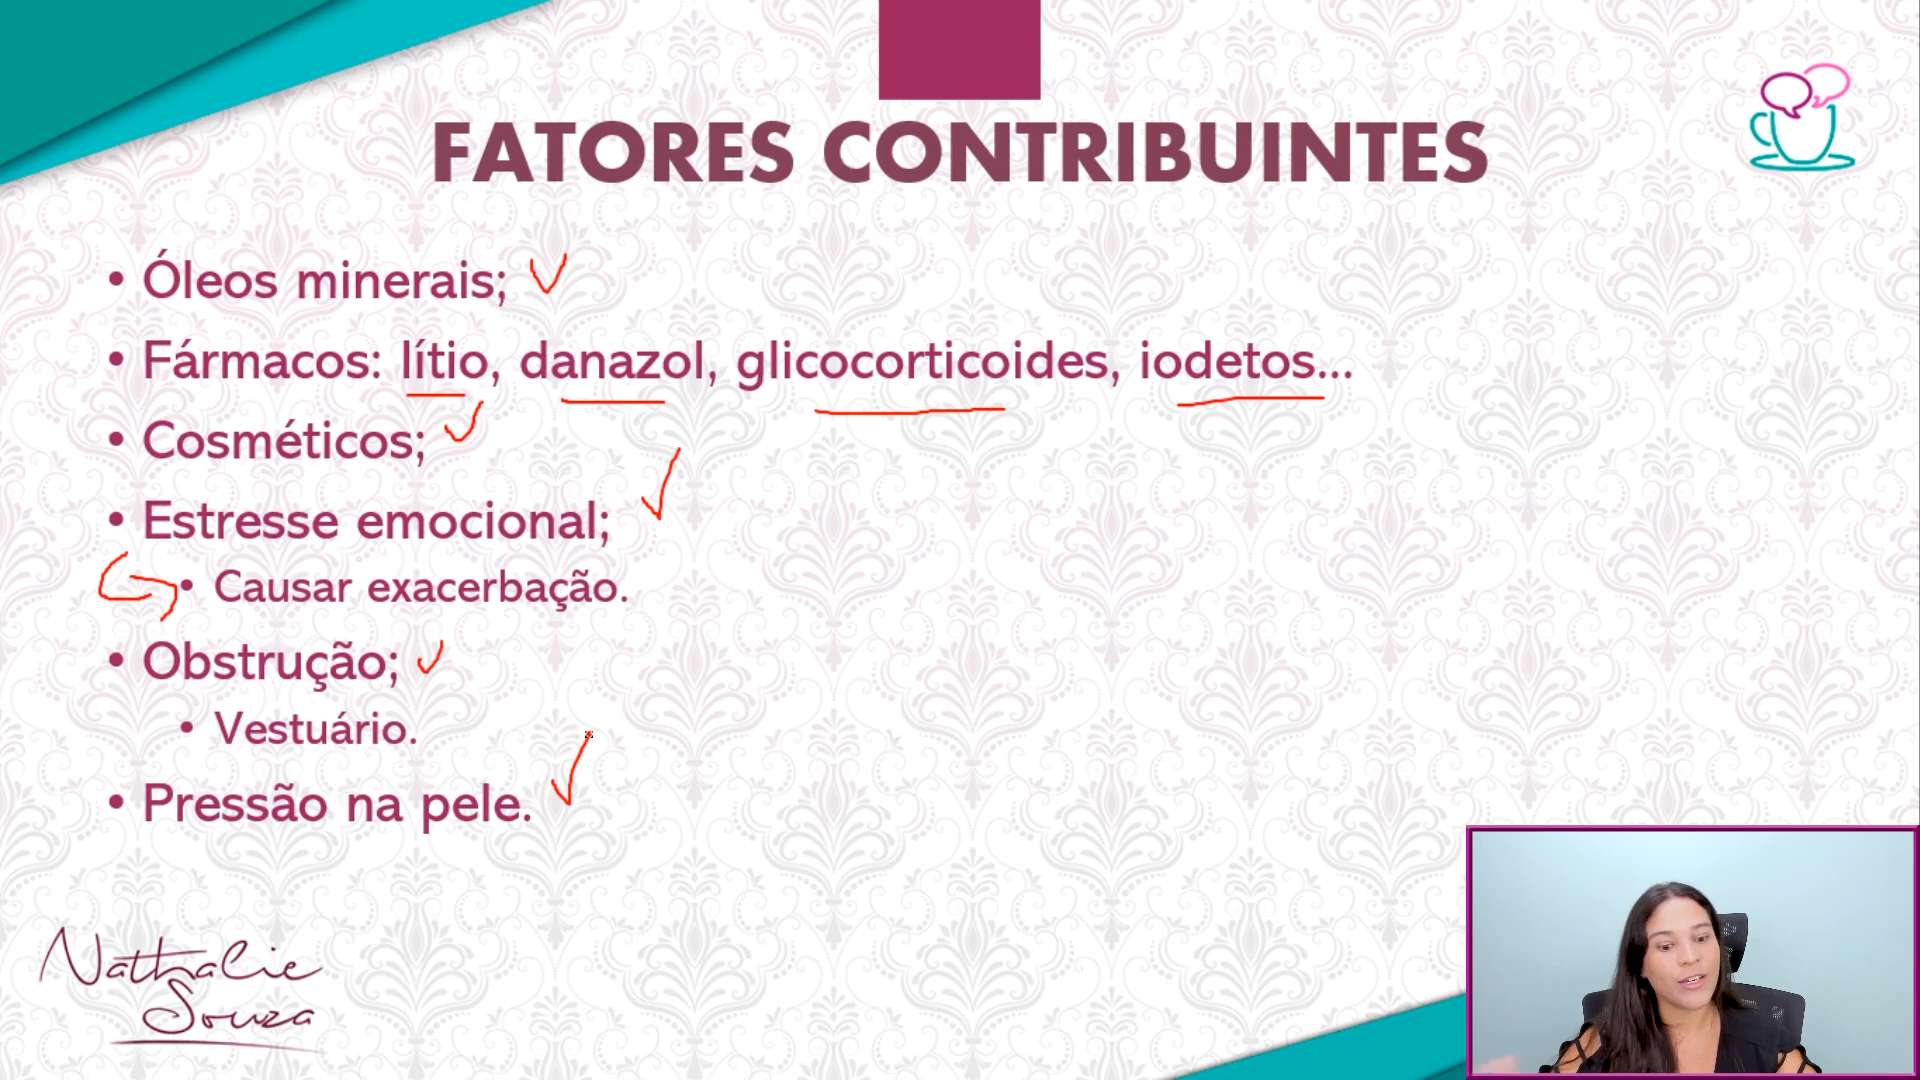 FATORES CONTRIBUINTES
• Óleos minerais;
• Fármacos: lítio, danazol, glicocorticoides, iodetos...
• Cosméticos;
• Estresse emocional;
• Causar exacerbação.
• Obstrução;
• Vestuário.
• Pressão na pele.
Nathalie
Souza